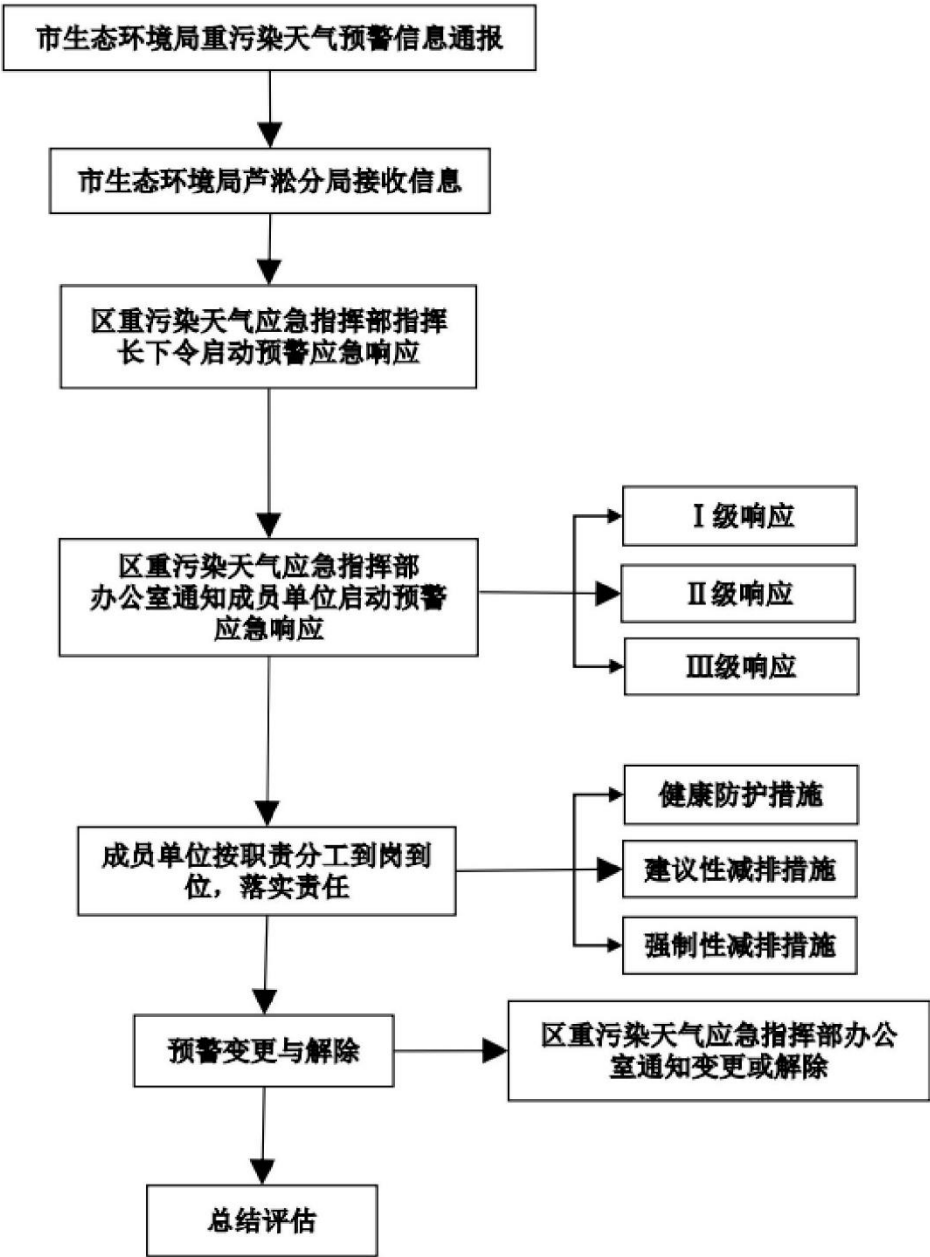 市生态环境局重污染天气预警信息通报
市生态环境局芦淞分局接收信息
区重污染天气应急指挥部指挥
长下令启动预警应急响应
区重污染天气应急指挥部
办公室通知成员单位启动预警
应急响应
Ⅰ级响应
Ⅱ级响应
Ⅲ级响应
成员单位按职责分工到岗到
位，落实责任
健康防护措施
建议性减排措施
强制性减排措施
预警变更与解除
区重污染天气应急指挥部办公
室通知变更或解除
总结评估